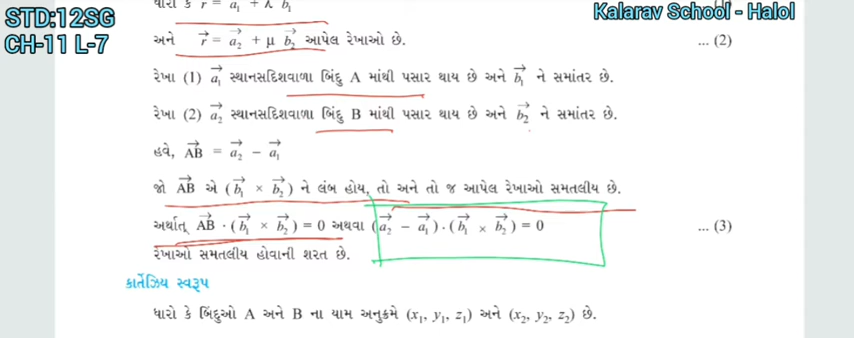 STD:12SG
CH-11 L-7
Kalarav School - Halol
ધારો કે r⃗ = a⃗₁ + λ b⃗₁
અને r⃗ = a⃗₂ + μ b⃗₂ આપેલ રેખાઓ છે. ... (2)
રેખા (1) a⃗₁ સ્થાનસદિશવાળા બિંદુ A માંથી પસાર થાય છે અને b⃗₁ ને સમાંતર છે.
રેખા (2) a⃗₂ સ્થાનસદિશવાળા બિંદુ B માંથી પસાર થાય છે અને b⃗₂ ને સમાંતર છે.
હવે, AB⃗ = a⃗₂ − a⃗₁
જો AB⃗ એ (b⃗₁ × b⃗₂) ને લંબ હોય, તો અને તો જ આપેલ રેખાઓ સમતલીય છે.
અર્થાત્ AB⃗ · (b⃗₁ × b⃗₂) = 0 અથવા (a⃗₂ − a⃗₁) · (b⃗₁ × b⃗₂) = 0 ... (3)
રેખાઓ સમતલીય હોવાની શરત છે.
કાર્તેઝિય સ્વરૂપ
ધારો કે બિંદુઓ A અને B ના યામ અનુક્રમે (x₁, y₁, z₁) અને (x₂, y₂, z₂) છે.